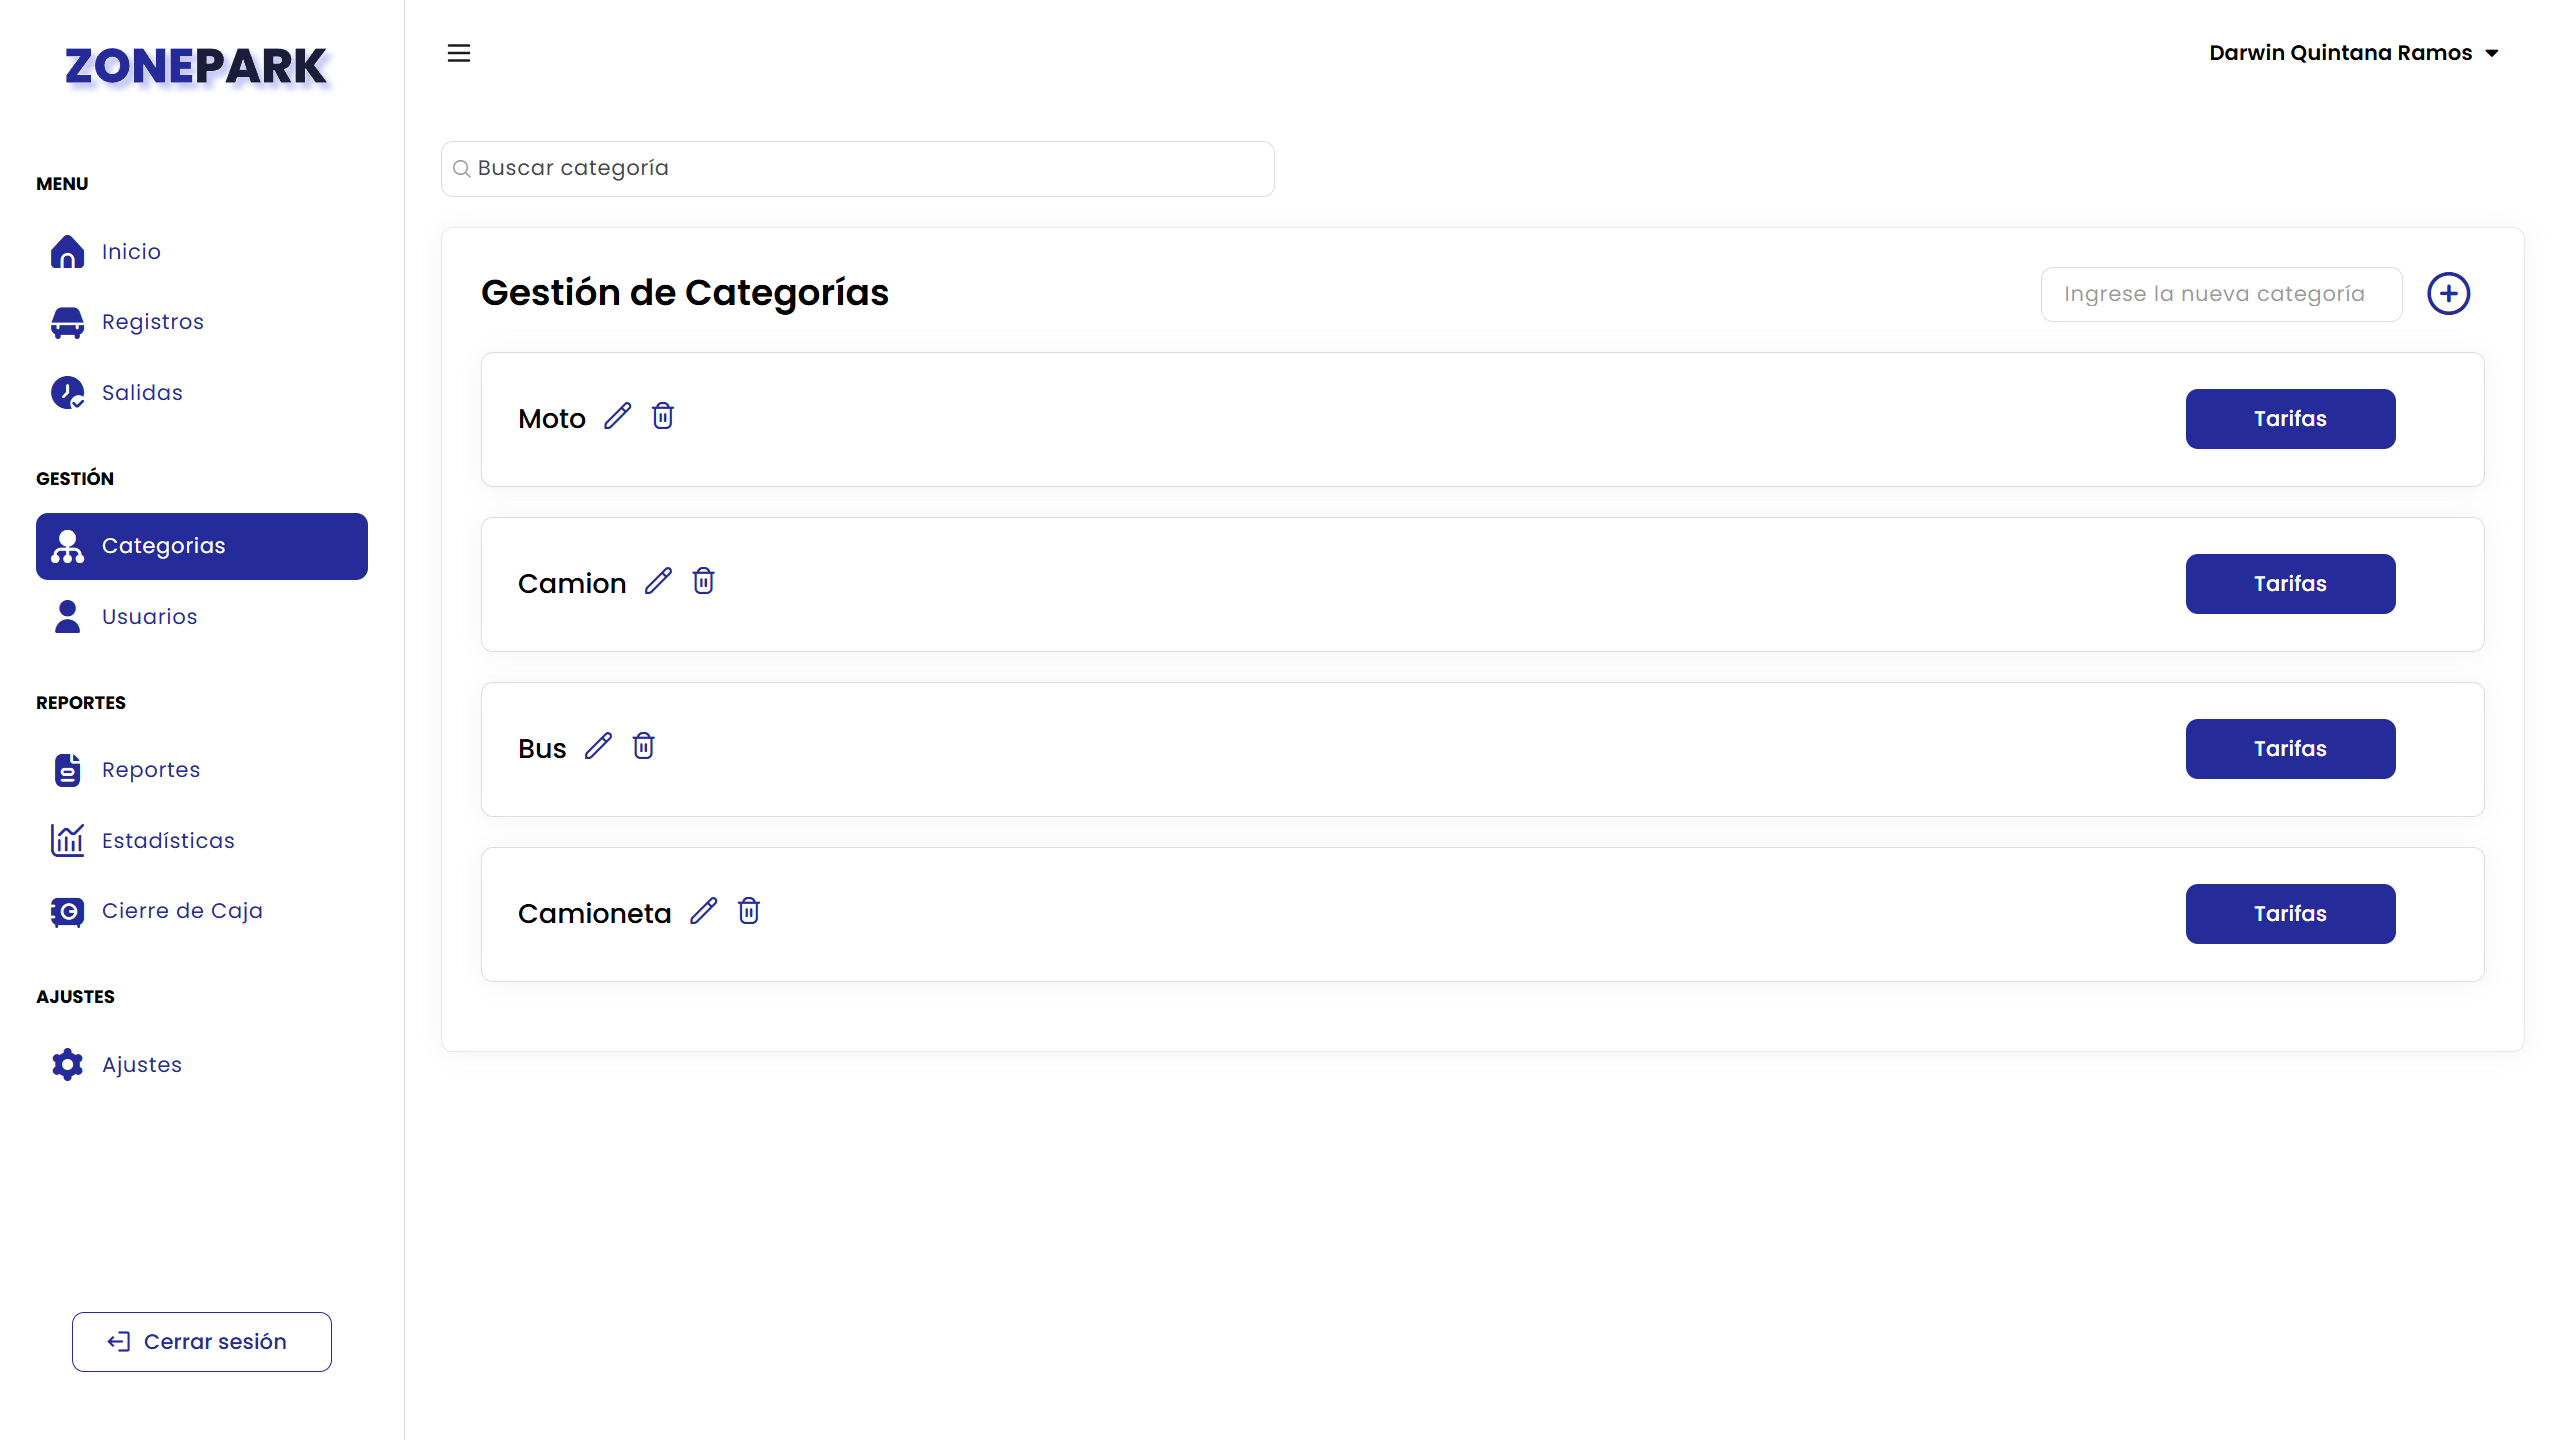 ZONEPARK
MENU
Inicio
Registros
Salidas
GESTIÓN
Categorias
Usuarios
REPORTES
Reportes
Estadísticas
Cierre de Caja
AJUSTES
Ajustes
Cerrar sesión
Darwin Quintana Ramos
Buscar categoría
Gestión de Categorías
Ingrese la nueva categoría
Moto
Tarifas
Camion
Tarifas
Bus
Tarifas
Camioneta
Tarifas